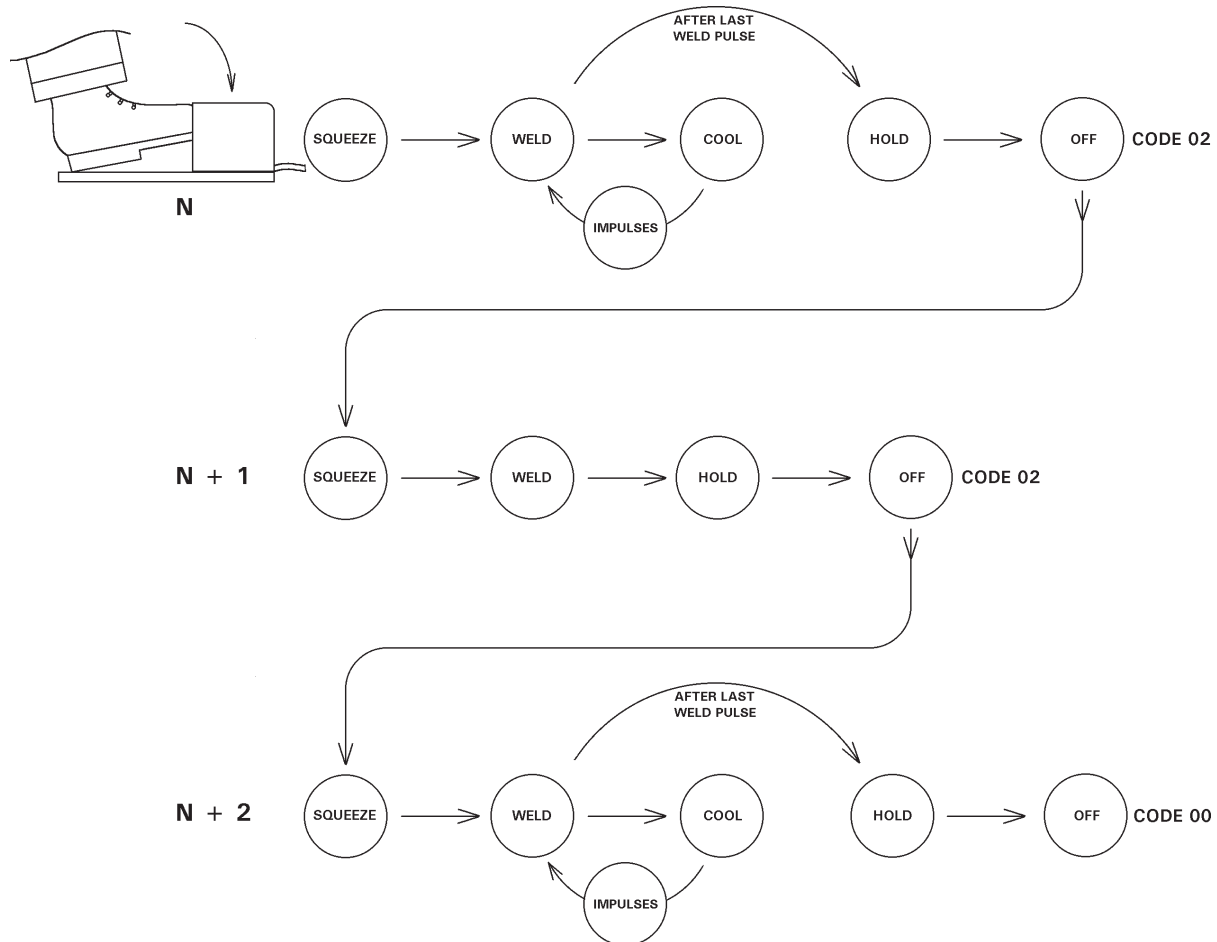 AFTER LAST
WELD PULSE
SQUEEZE
WELD
COOL
HOLD
OFF
CODE 02
IMPULSES
N
N + 1
SQUEEZE
WELD
HOLD
OFF
CODE 02
AFTER LAST
WELD PULSE
N + 2
SQUEEZE
WELD
COOL
HOLD
OFF
CODE 00
IMPULSES